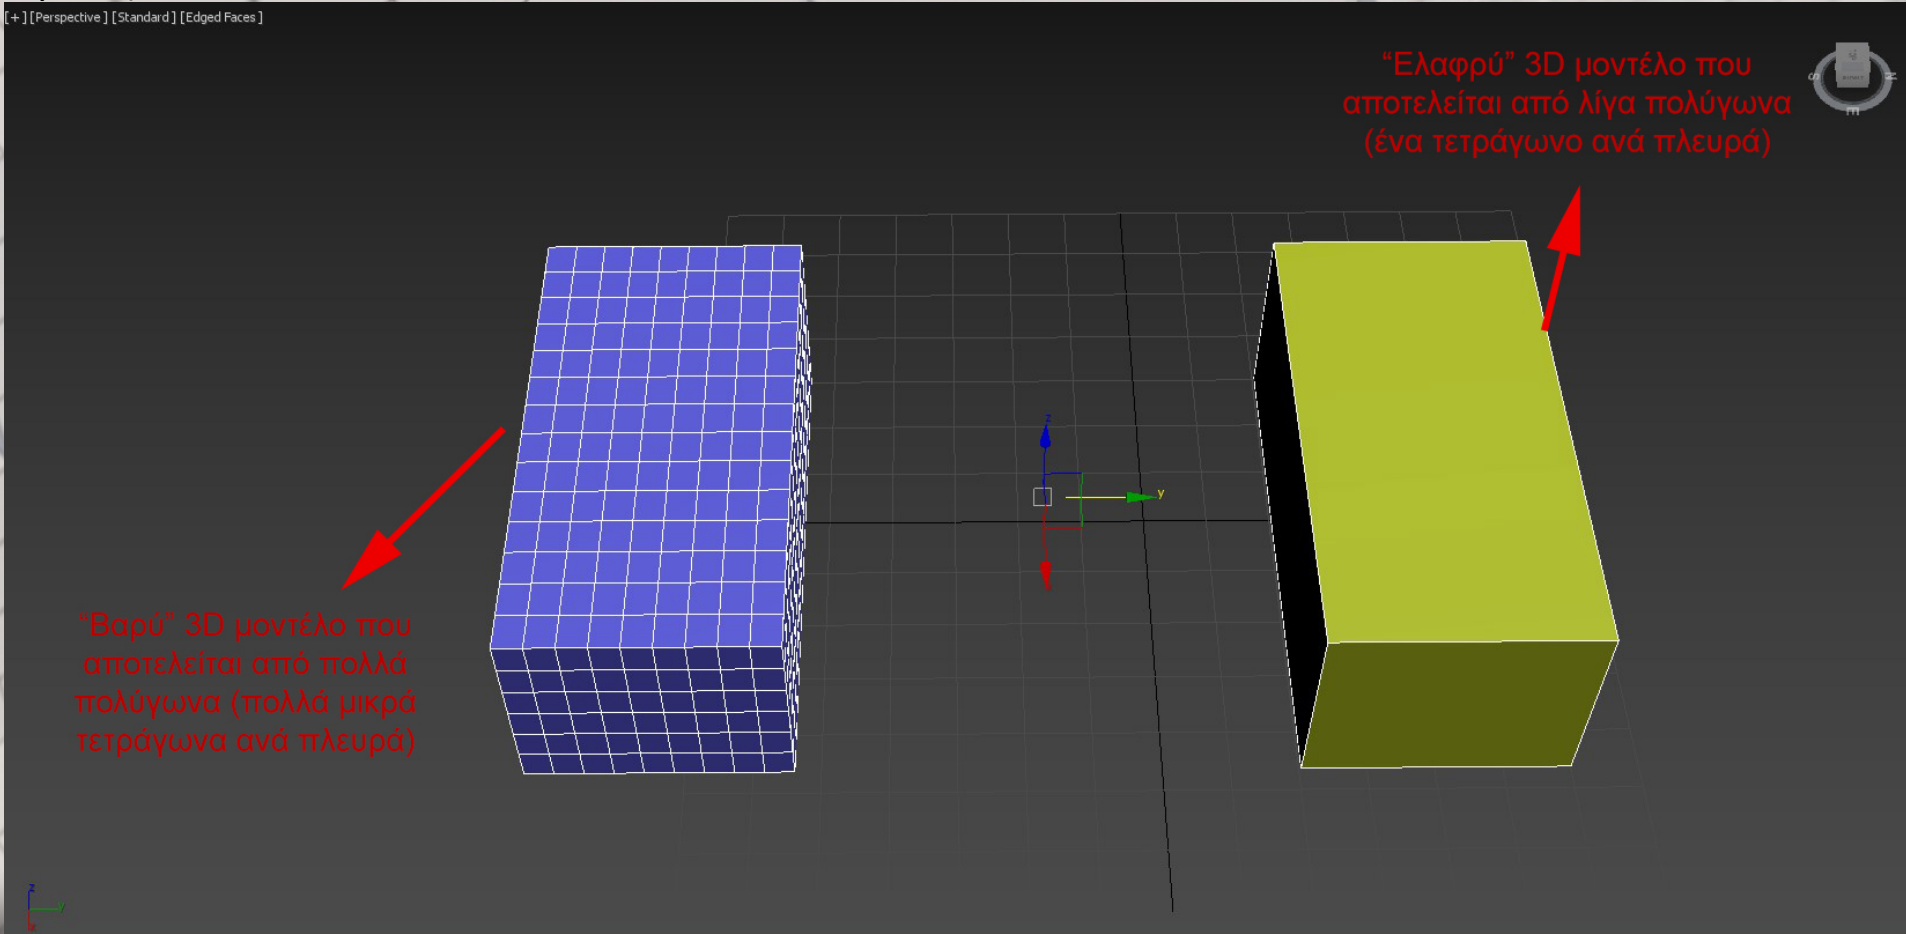 [+] [Perspective] [Standard] [Edged Faces]
“Ελαφρύ” 3D μοντέλο που
αποτελείται από λίγα πολύγωνα
(ένα τετράγωνο ανά πλευρά)
S
N
E
z
y
“Βαρύ” 3D μοντέλο που
αποτελείται από πολλά
πολύγωνα (πολλά μικρά
τετράγωνα ανά πλευρά)
z
y
x